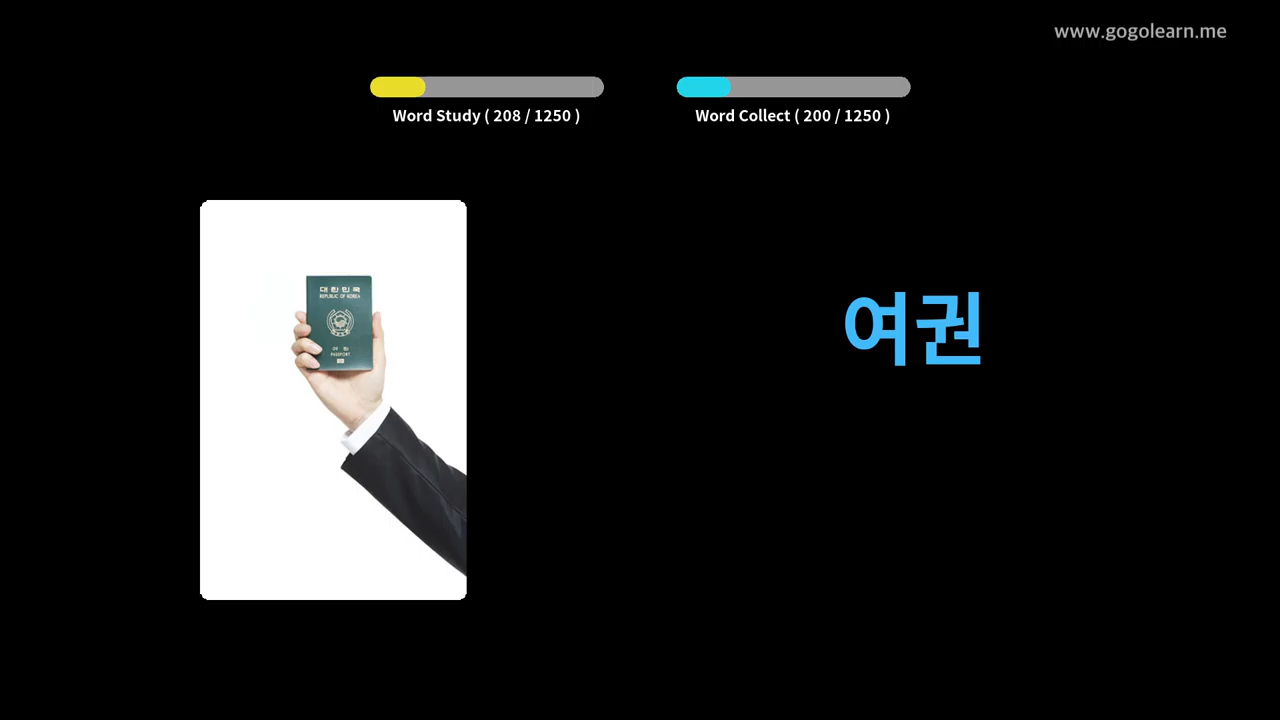 www.gogolearn.me
Word Study ( 208 / 1250 )
Word Collect ( 200 / 1250 )
대한민국
REPUBLIC OF KOREA
여권
PASSPORT
여권